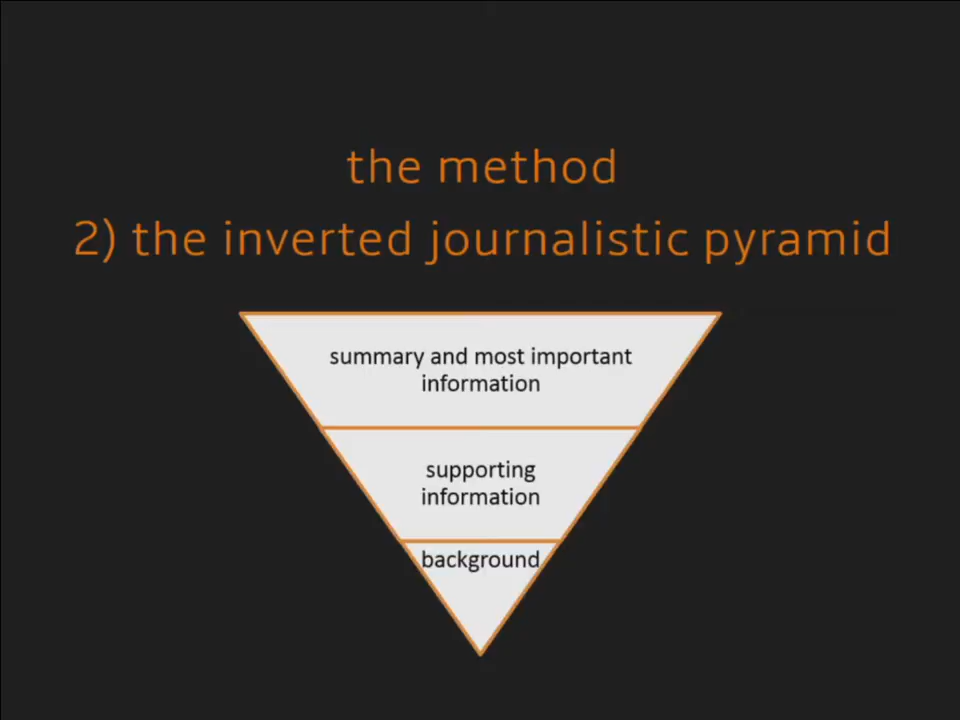 the method
2) the inverted journalistic pyramid
summary and most important
information
supporting
information
background